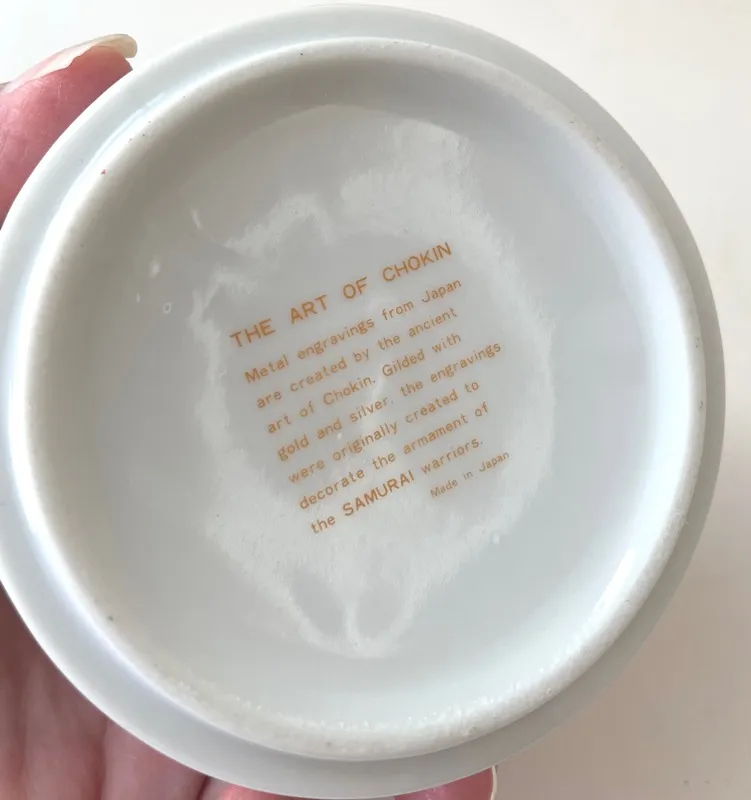 THE ART OF CHOKIN
Metal engravings from Japan
are created by the ancient
art of Chokin. Gilded with
gold and silver, the engravings
were originally created to
decorate the armament of
the SAMURAI warriors.
Made in Japan